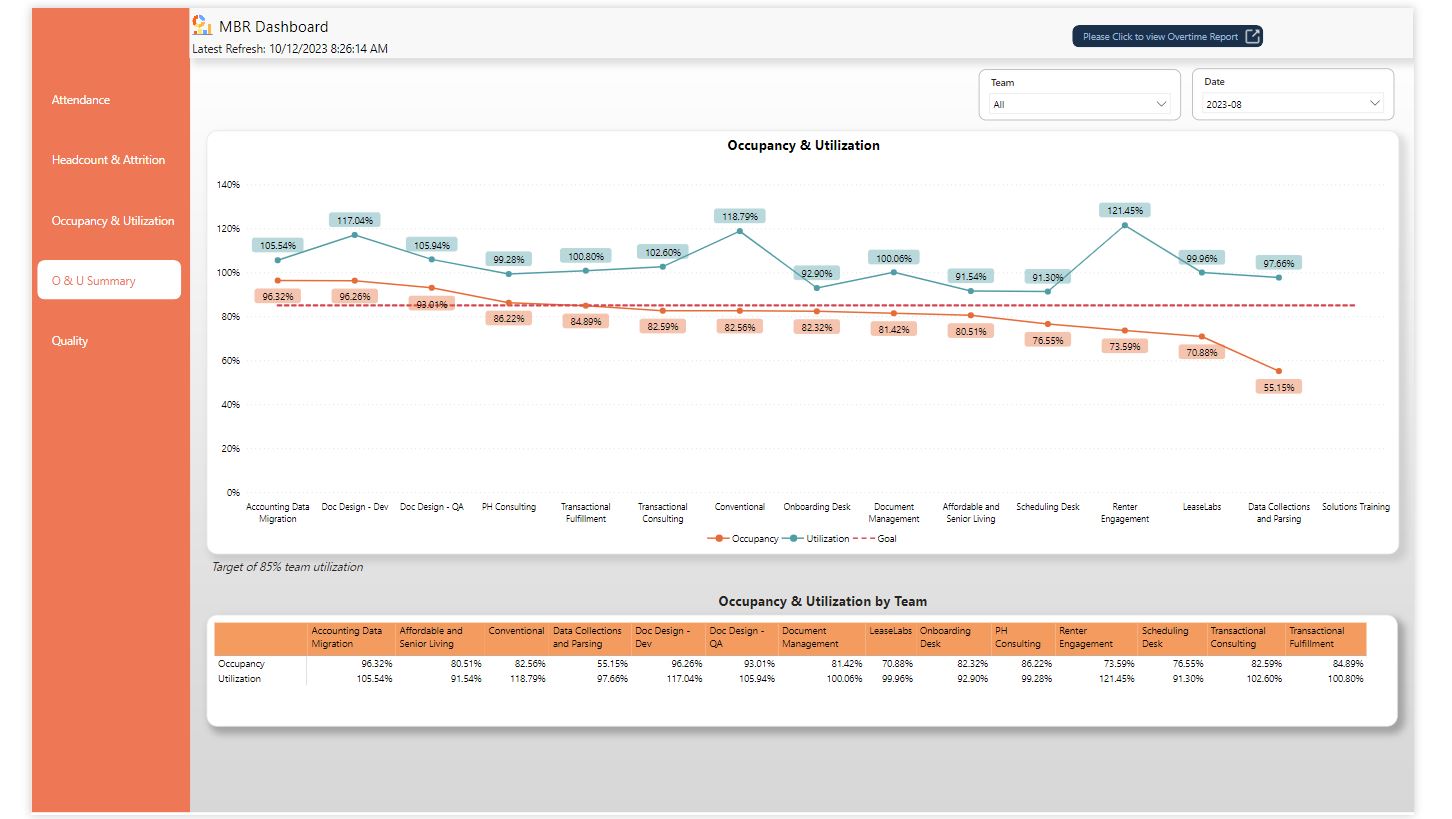 MBR Dashboard
Latest Refresh: 10/12/2023 8:26:14 AM
Please Click to view Overtime Report
Attendance
Headcount & Attrition
Occupancy & Utilization
O & U Summary
Quality
Team
All
Date
2023-08
Occupancy & Utilization
140%
120%
100%
80%
60%
40%
20%
0%
105.54% 117.04% 105.94% 99.28% 100.80% 102.60% 118.79% 92.90% 100.06% 91.54% 91.30% 121.45% 99.96% 97.66%
96.32% 96.26% 93.01% 86.22% 84.89% 82.59% 82.56% 82.32% 81.42% 80.51% 76.55% 73.59% 70.88% 55.15%
Accounting Data Migration
Doc Design - Dev
Doc Design - QA
PH Consulting
Transactional Fulfillment
Transactional Consulting
Conventional
Onboarding Desk
Document Management
Affordable and Senior Living
Scheduling Desk
Renter Engagement
LeaseLabs
Data Collections and Parsing
Solutions Training
Occupancy Utilization Goal
Target of 85% team utilization
Occupancy & Utilization by Team
Accounting Data Migration
Affordable and Senior Living
Conventional
Data Collections and Parsing
Doc Design - Dev
Doc Design - QA
Document Management
LeaseLabs
Onboarding Desk
PH Consulting
Renter Engagement
Scheduling Desk
Transactional Consulting
Transactional Fulfillment
Occupancy 96.32% 80.51% 82.56% 55.15% 96.26% 93.01% 81.42% 70.88% 82.32% 86.22% 73.59% 76.55% 82.59% 84.89%
Utilization 105.54% 91.54% 118.79% 97.66% 117.04% 105.94% 100.06% 99.96% 92.90% 99.28% 121.45% 91.30% 102.60% 100.80%